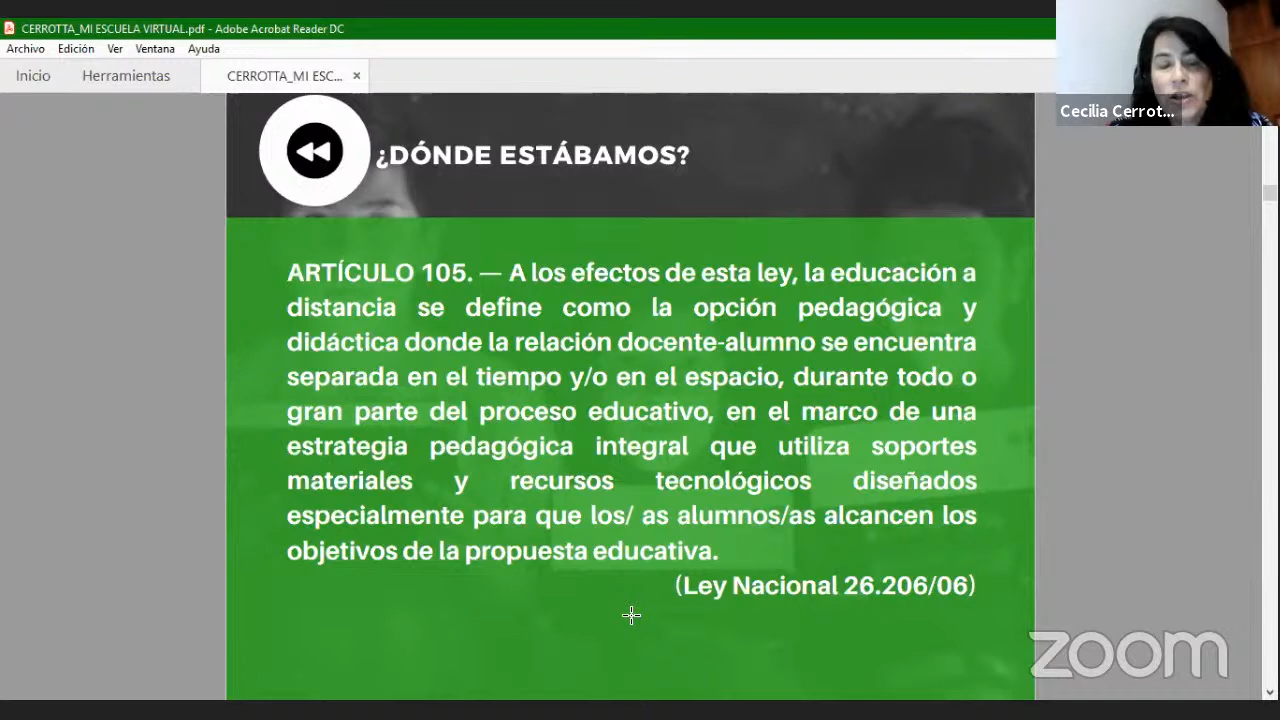 CERROTTA_MI ESCUELA VIRTUAL.pdf - Adobe Acrobat Reader DC
Archivo Edición Ver Ventana Ayuda
Inicio Herramientas CERROTTA_MI ESC... ×
Cecilia Cerrot...
¿DÓNDE ESTÁBAMOS?
ARTÍCULO 105. — A los efectos de esta ley, la educación a
distancia se define como la opción pedagógica y
didáctica donde la relación docente-alumno se encuentra
separada en el tiempo y/o en el espacio, durante todo o
gran parte del proceso educativo, en el marco de una
estrategia pedagógica integral que utiliza soportes
materiales y recursos tecnológicos diseñados
especialmente para que los/ as alumnos/as alcancen los
objetivos de la propuesta educativa.
(Ley Nacional 26.206/06)
zoom